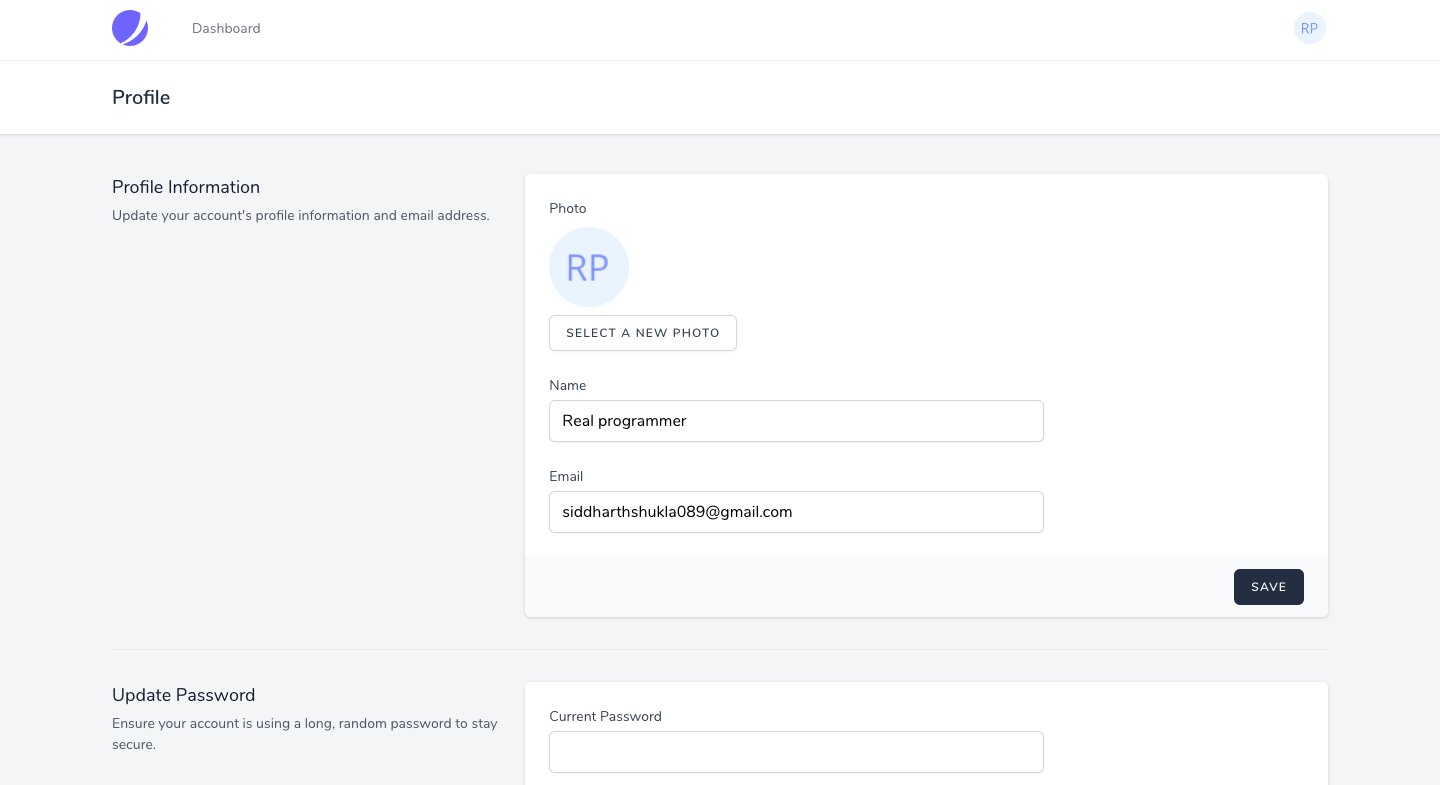 Dashboard
RP
Profile
Profile Information
Update your account's profile information and email address.
Photo
RP
SELECT A NEW PHOTO
Name
Real programmer
Email
siddharthshukla089@gmail.com
SAVE
Update Password
Ensure your account is using a long, random password to stay
secure.
Current Password